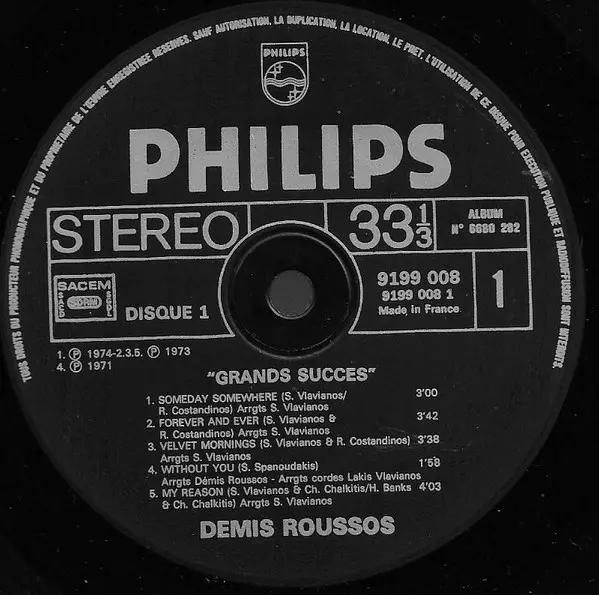 TOUS DROITS DU PRODUCTEUR PHONOGRAPHIQUE ET DU PROPRIETAIRE DE L'ŒUVRE ENREGISTREE RESERVES. SAUF AUTORISATION, LA DUPLICATION, LA LOCATION, LE PRET, L'UTILISATION DE CE DISQUE POUR EXECUTION PUBLIQUE ET RADIODIFFUSION SONT INTERDITS.
PHILIPS
PHILIPS
STEREO
33 1/3
ALBUM
N° 6680 282
SACEM
SACD
SDRM
SGDL
DISQUE 1
9199 008
9199 008 1
Made in France
1
1. ℗ 1974-2.3.5. ℗ 1973
4. ℗ 1971
"GRANDS SUCCES"
1. SOMEDAY SOMEWHERE (S. Vlavianos/ 3'00
R. Costandinos) Arrgts S. Vlavianos
2. FOREVER AND EVER (S. Vlavianos & 3'42
R. Costandinos) Arrgts S. Vlavianos
3. VELVET MORNINGS (S. Vlavianos & R. Costandinos) 3'38
Arrgts S. Vlavianos
4. WITHOUT YOU (S. Spanoudakis) 1'58
Arrgts Démis Roussos - Arrgts cordes Lakis Vlavianos
5. MY REASON (S. Vlavianos & Ch. Chalkitis/H. Banks 4'03
& Ch. Chalkitis) Arrgts S. Vlavianos
DEMIS ROUSSOS